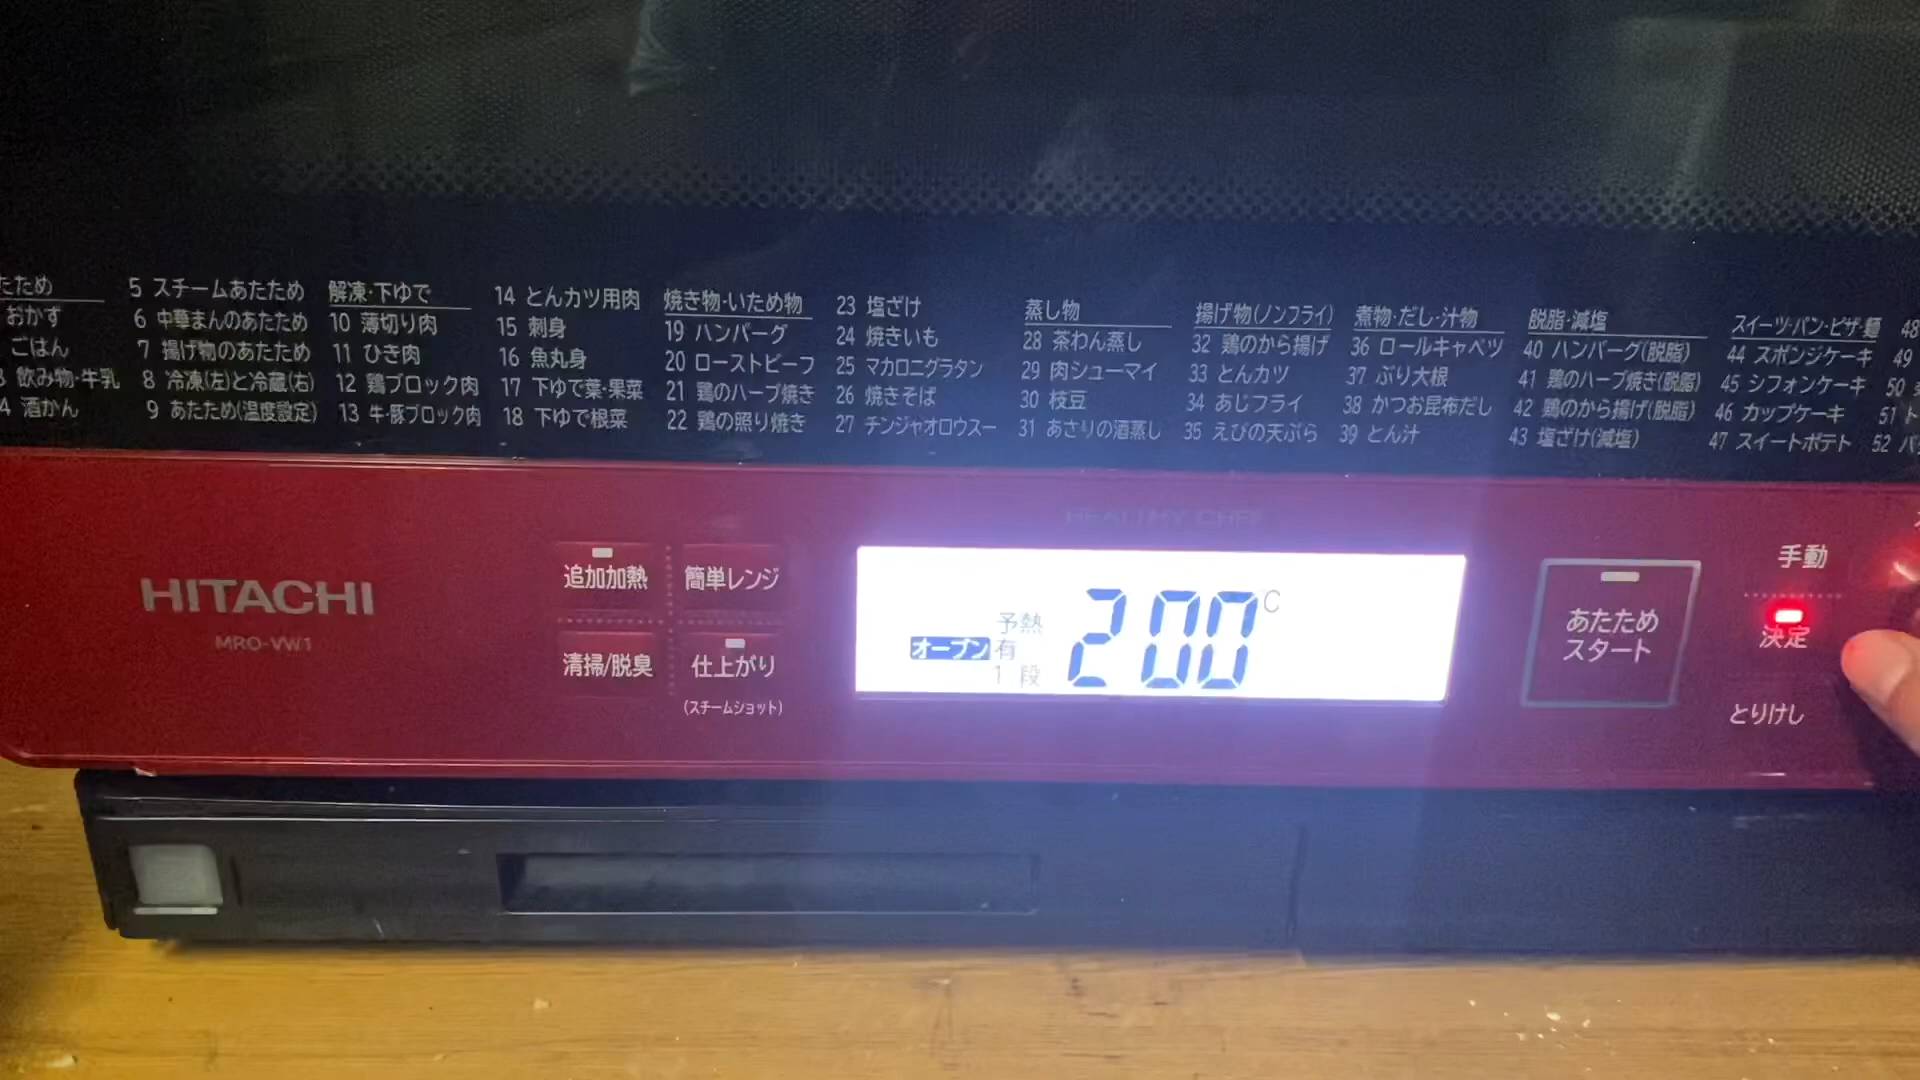 たため
おかず
ごはん
飲み物・牛乳
4 酒かん
5 スチームあたため
6 中華まんのあたため
7 揚げ物のあたため
8 冷凍(左)と冷蔵(右)
9 あたため(温度設定)
解凍・下ゆで
10 薄切り肉
11 ひき肉
12 鶏ブロック肉
13 牛・豚ブロック肉
14 とんカツ用肉
15 刺身
16 魚丸身
17 下ゆで葉・果菜
18 下ゆで根菜
焼き物・いため物
19 ハンバーグ
20 ローストビーフ
21 鶏のハーブ焼き
22 鶏の照り焼き
23 塩ざけ
24 焼きいも
25 マカロニグラタン
26 焼きそば
27 チンジャオロウスー
蒸し物
28 茶わん蒸し
29 肉シューマイ
30 枝豆
31 あさりの酒蒸し
揚げ物(ノンフライ)
32 鶏のから揚げ
33 とんカツ
34 あじフライ
35 えびの天ぷら
煮物・だし・汁物
36 ロールキャベツ
37 ぶり大根
38 かつお昆布だし
39 とん汁
脱脂・減塩
40 ハンバーグ(脱脂)
41 鶏のハーブ焼き(脱脂)
42 鶏のから揚げ(脱脂)
43 塩ざけ(減塩)
スイーツ・パン・ピザ・麺
44 スポンジケーキ
45 シフォンケーキ
46 カップケーキ
47 スイートポテト
48
49
50
51 ト
52 パ
HITACHI
MRO-VW1
追加加熱
簡単レンジ
清掃/脱臭
仕上がり
(スチームショット)
HEALTHY CHEF
予熱
オーブン 有
1 段
200℃
あたため
スタート
手動
決定
とりけし